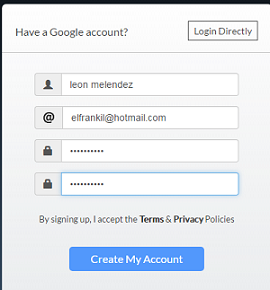 Have a Google account?
Login Directly
leon melendez
@ elfrankil@hotmail.com
••••••••••
••••••••••
By signing up, I accept the Terms & Privacy Policies
Create My Account